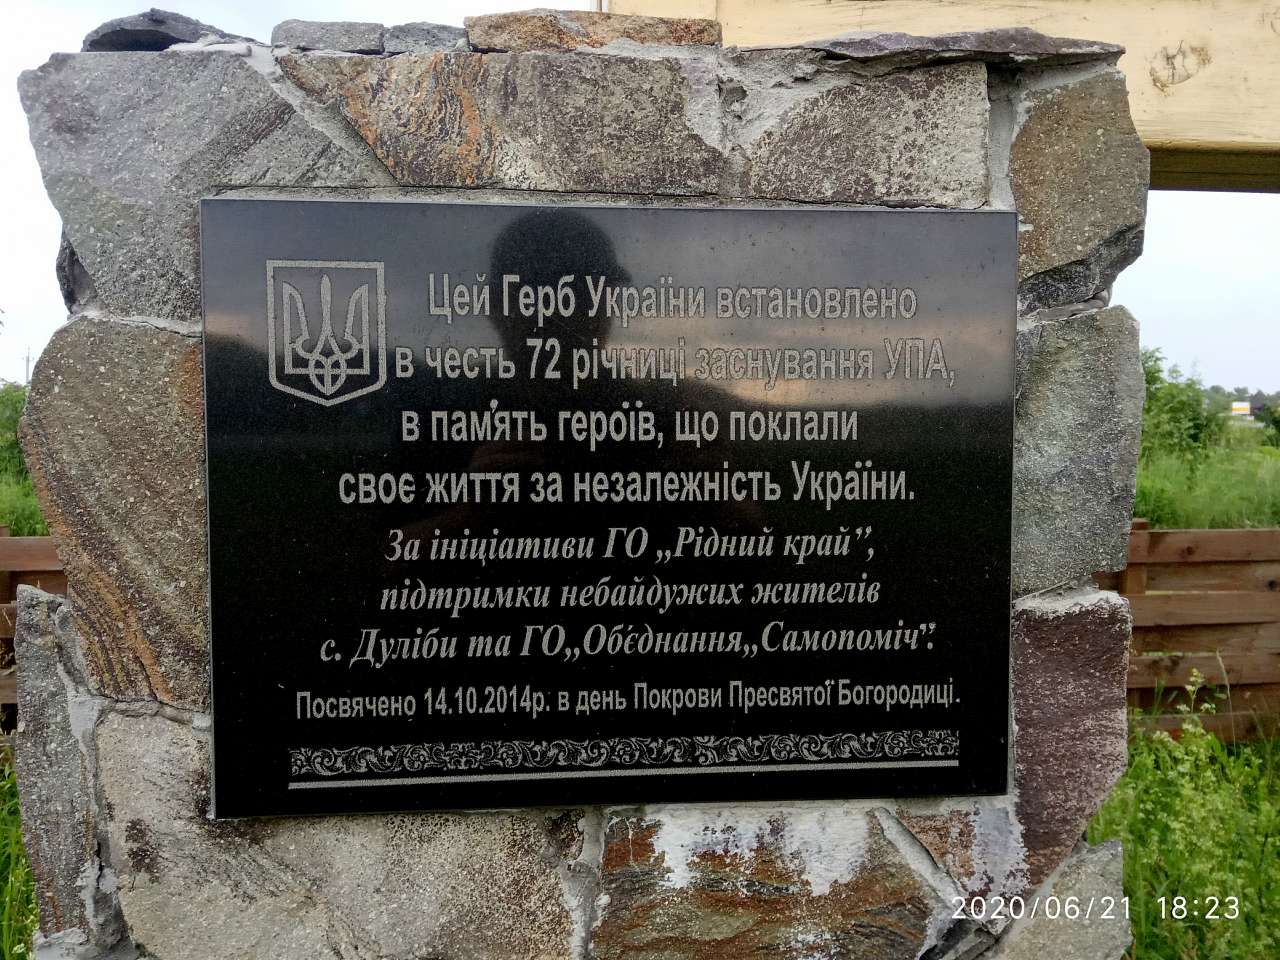 Цей Герб України встановлено
в честь 72 річниці заснування УПА,
в пам'ять героїв, що поклали
своє життя за незалежність України.
За ініціативи ГО „Рідний край”,
підтримки небайдужих жителів
с. Дуліби та ГО„Об'єднання„Самопоміч”.
Посвячено 14.10.2014р. в день Покрови Пресвятої Богородиці.
2020/06/21 18:23